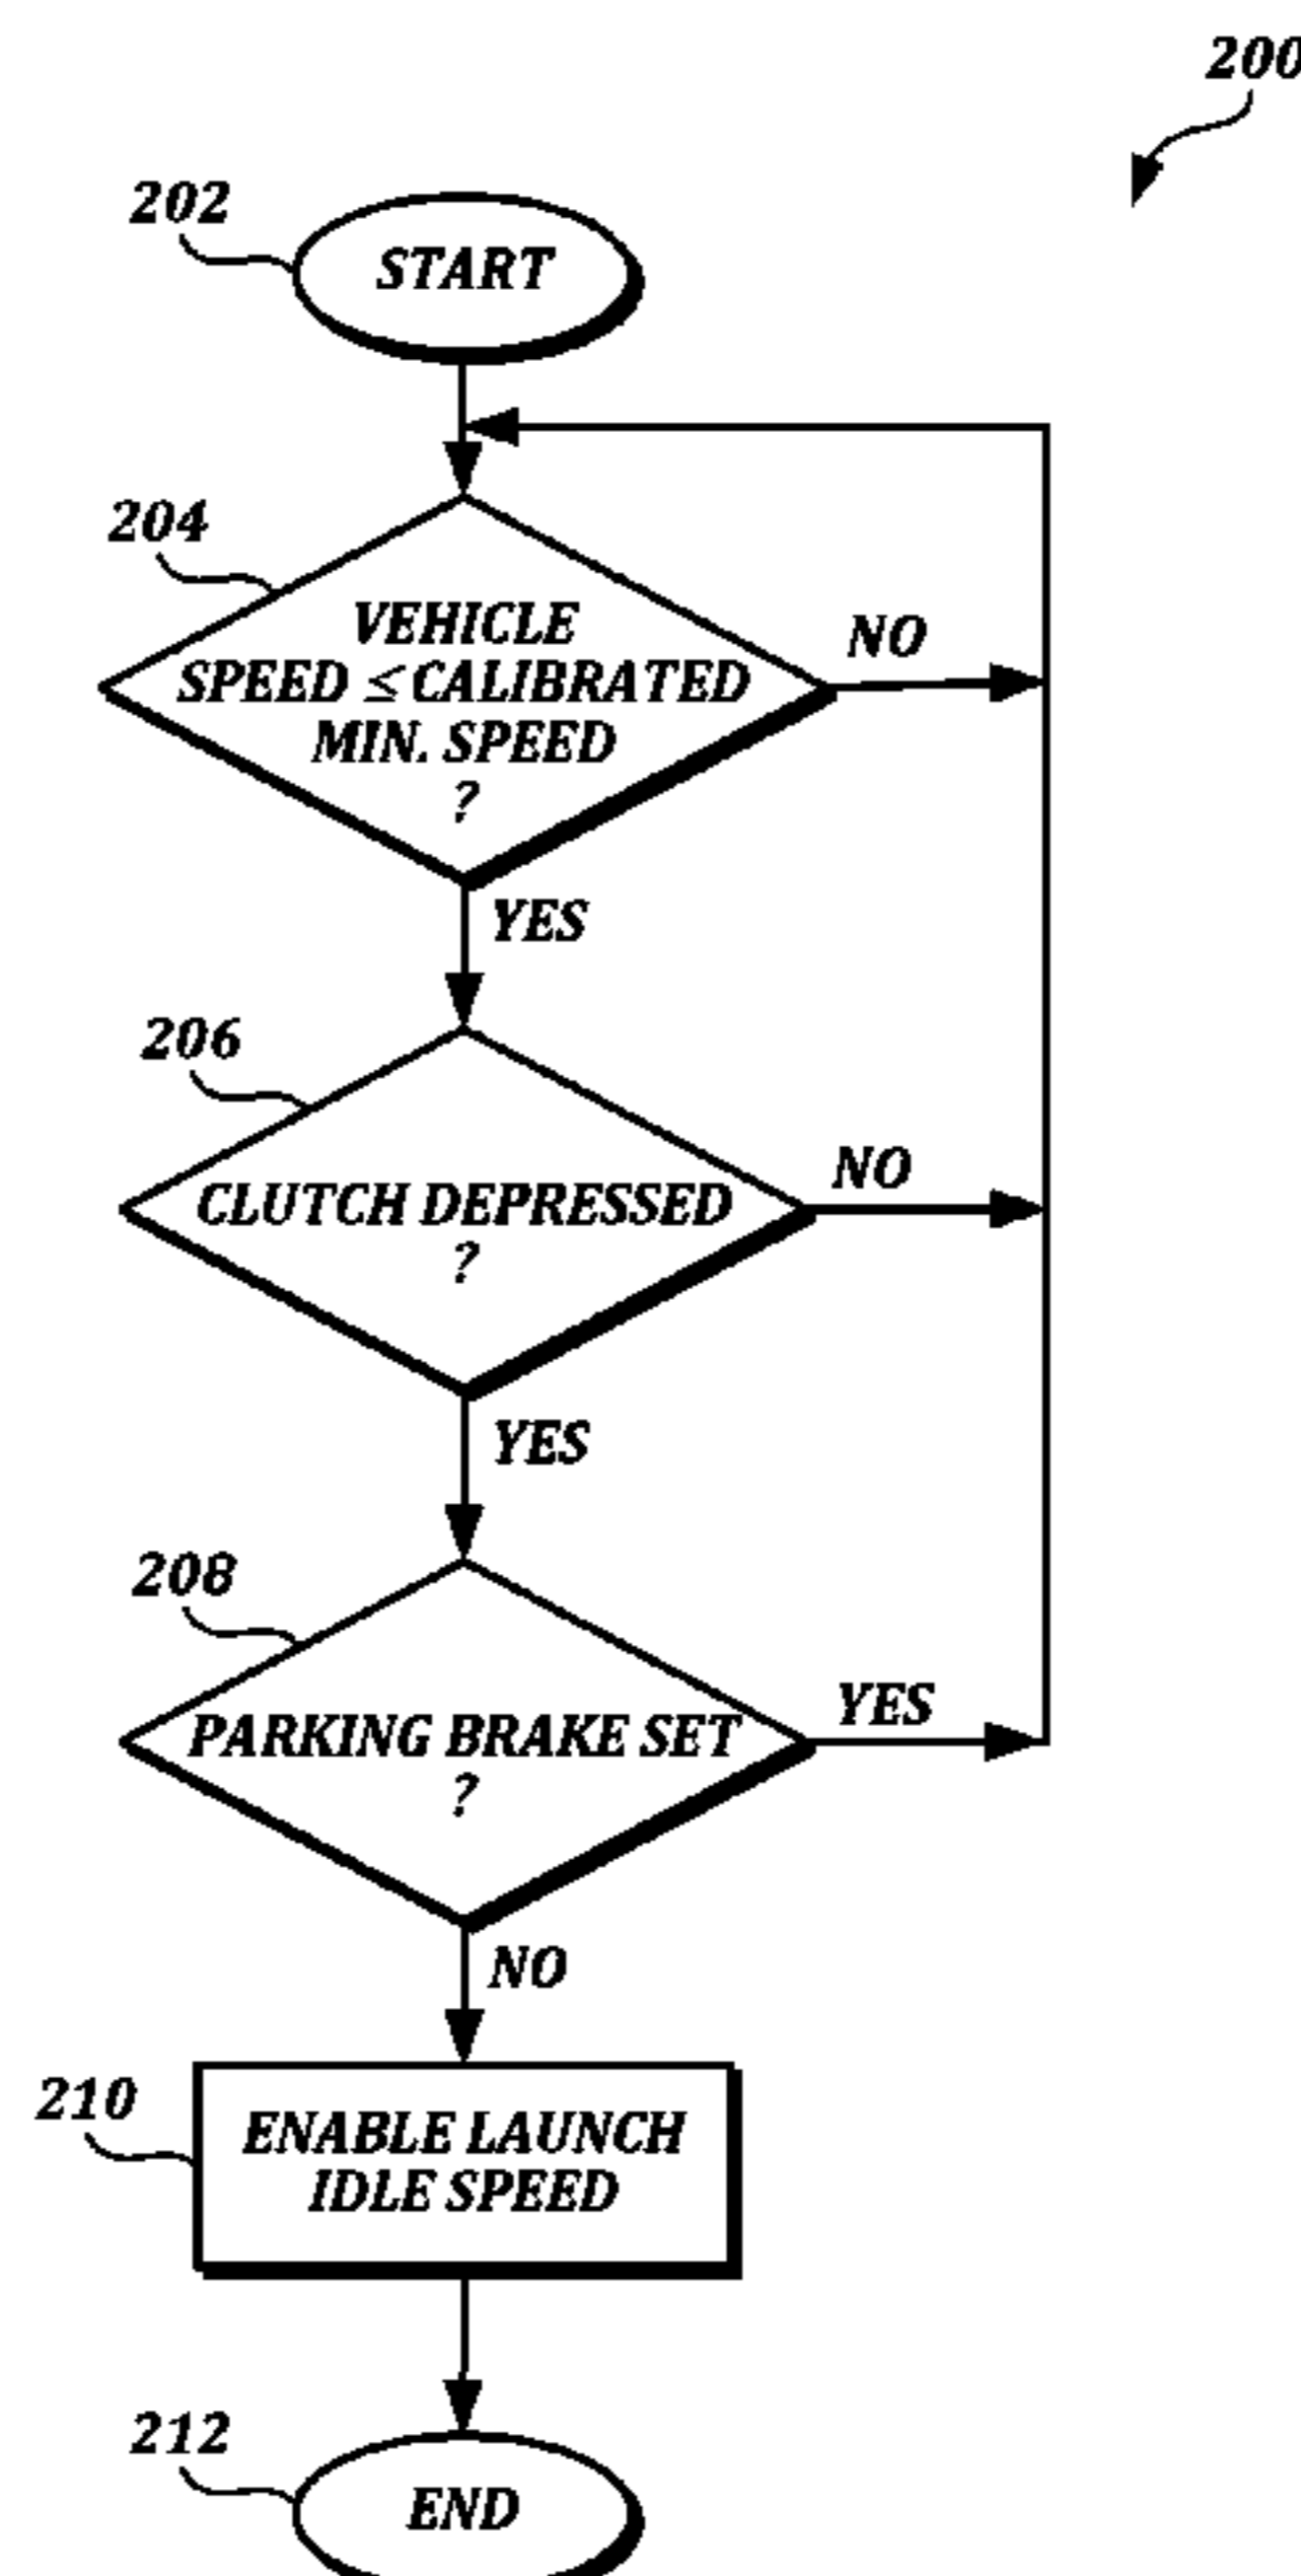 200
202
START
204
VEHICLE
SPEED ≤ CALIBRATED
MIN. SPEED
?
NO
YES
206
CLUTCH DEPRESSED
?
NO
YES
208
PARKING BRAKE SET
?
YES
NO
210
ENABLE LAUNCH
IDLE SPEED
212
END